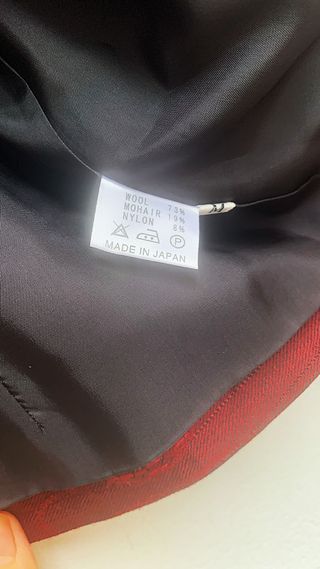 WOOL 73%
MOHAIR 19%
NYLON 8%
P
MADE IN JAPAN